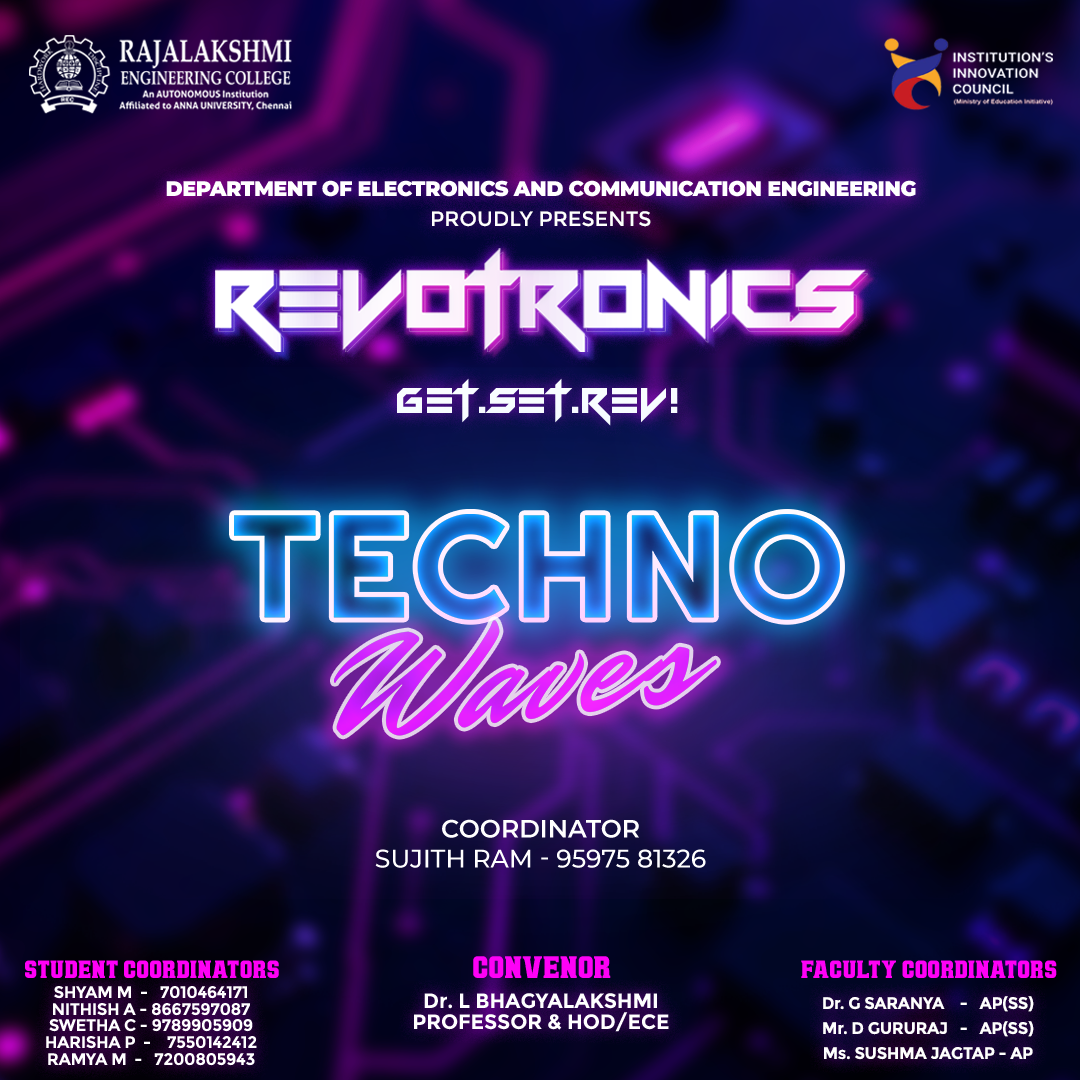 RAJALAKSHMI
ENGINEERING COLLEGE
An AUTONOMOUS Institution
Affiliated to ANNA UNIVERSITY, Chennai
REC
INSTITUTION'S
INNOVATION
COUNCIL
(Ministry of Education Initiative)
DEPARTMENT OF ELECTRONICS AND COMMUNICATION ENGINEERING
PROUDLY PRESENTS
REVOTRONICS
GET.SET.REV!
TECHNO
Waves
COORDINATOR
SUJITH RAM - 95975 81326
STUDENT COORDINATORS
SHYAM M - 7010464171
NITHISH A - 8667597087
SWETHA C - 9789905909
HARISHA P - 7550142412
RAMYA M - 7200805943
CONVENOR
Dr. L BHAGYALAKSHMI
PROFESSOR & HOD/ECE
FACULTY COORDINATORS
Dr. G SARANYA - AP(SS)
Mr. D GURURAJ - AP(SS)
Ms. SUSHMA JAGTAP - AP